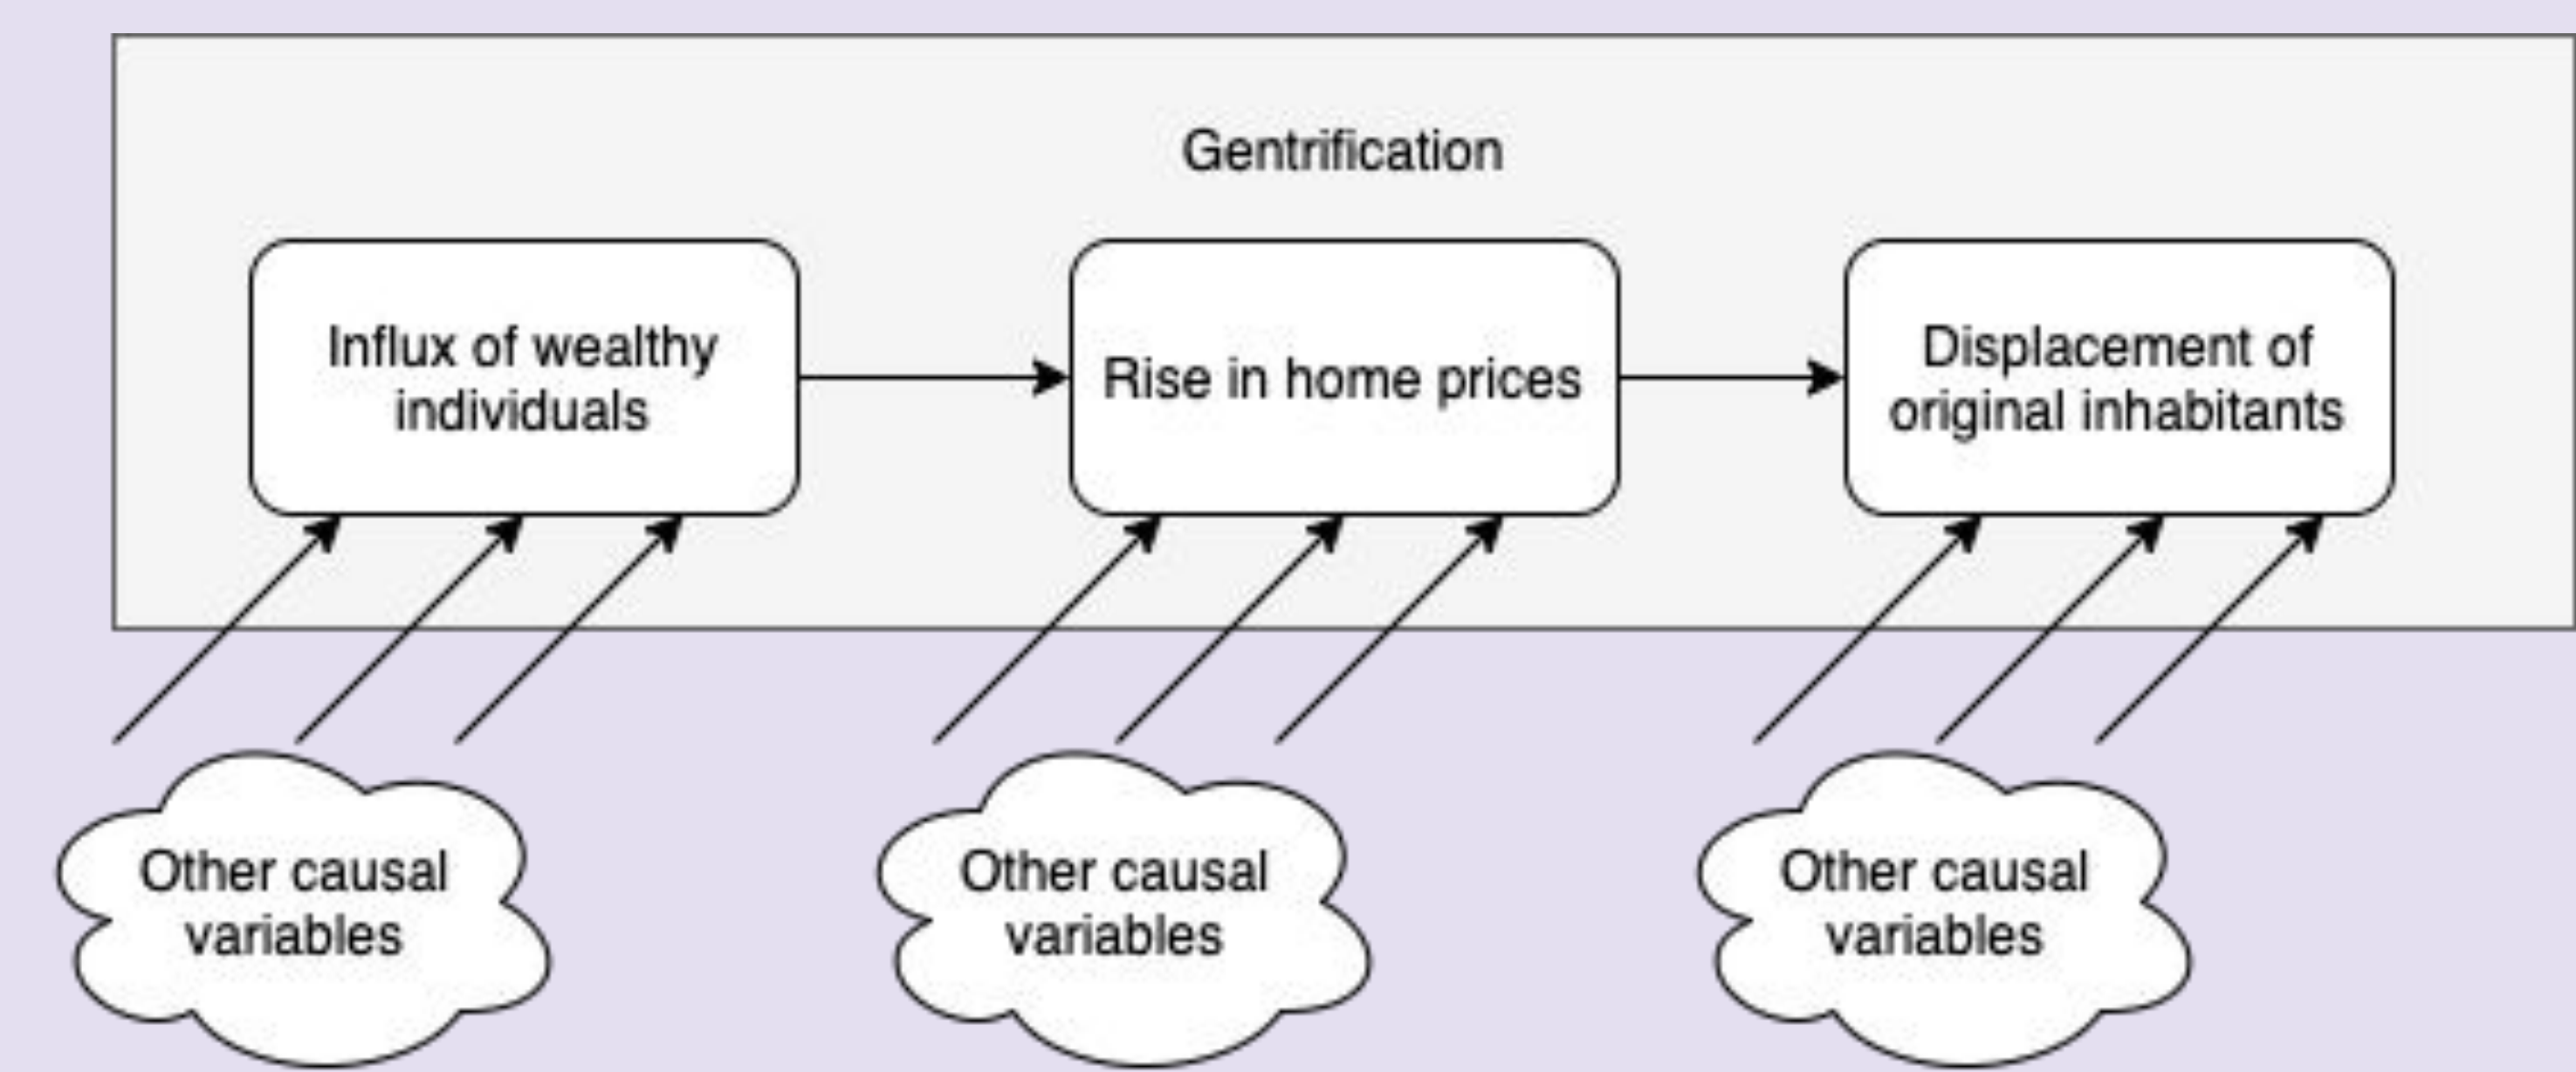 Gentrification
Influx of wealthy
individuals
Rise in home prices
Displacement of
original inhabitants
Other causal
variables
Other causal
variables
Other causal
variables